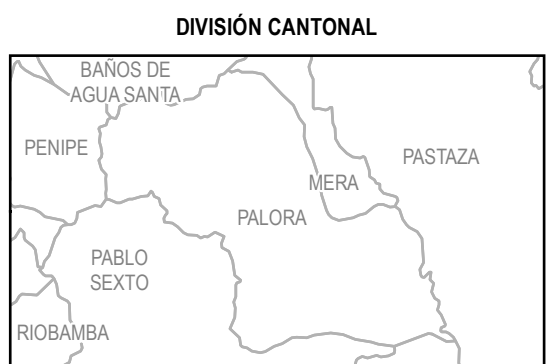 DIVISIÓN CANTONAL
BAÑOS DE
AGUA SANTA
PENIPE
PASTAZA
MERA
PALORA
PABLO
SEXTO
RIOBAMBA